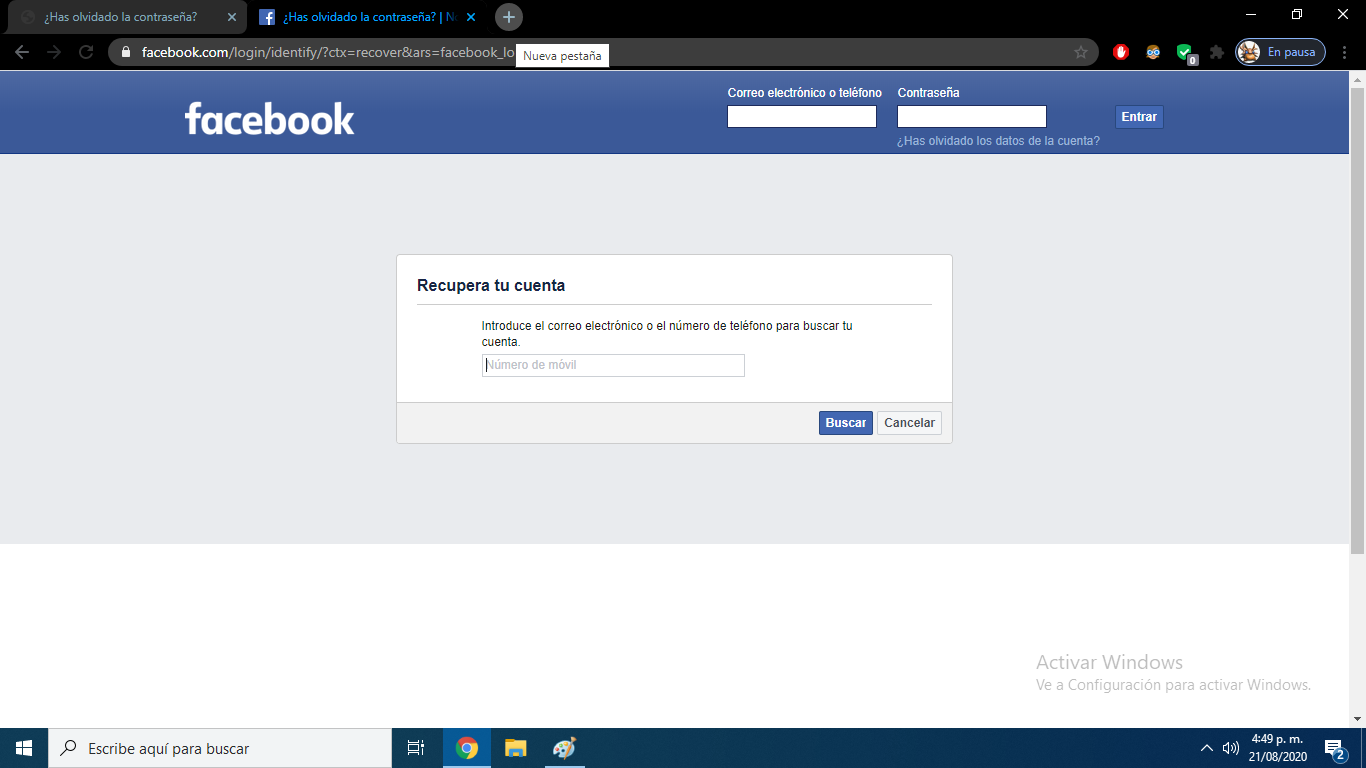 ¿Has olvidado la contraseña?
¿Has olvidado la contraseña? | No
facebook.com/login/identify/?ctx=recover&ars=facebook_lo
Nueva pestaña
0
En pausa
facebook
Correo electrónico o teléfono
Contraseña
Entrar
¿Has olvidado los datos de la cuenta?
Recupera tu cuenta
Introduce el correo electrónico o el número de teléfono para buscar tu
cuenta.
Número de móvil
Buscar
Cancelar
Activar Windows
Ve a Configuración para activar Windows.
Escribe aquí para buscar
4:49 p. m.
21/08/2020
2